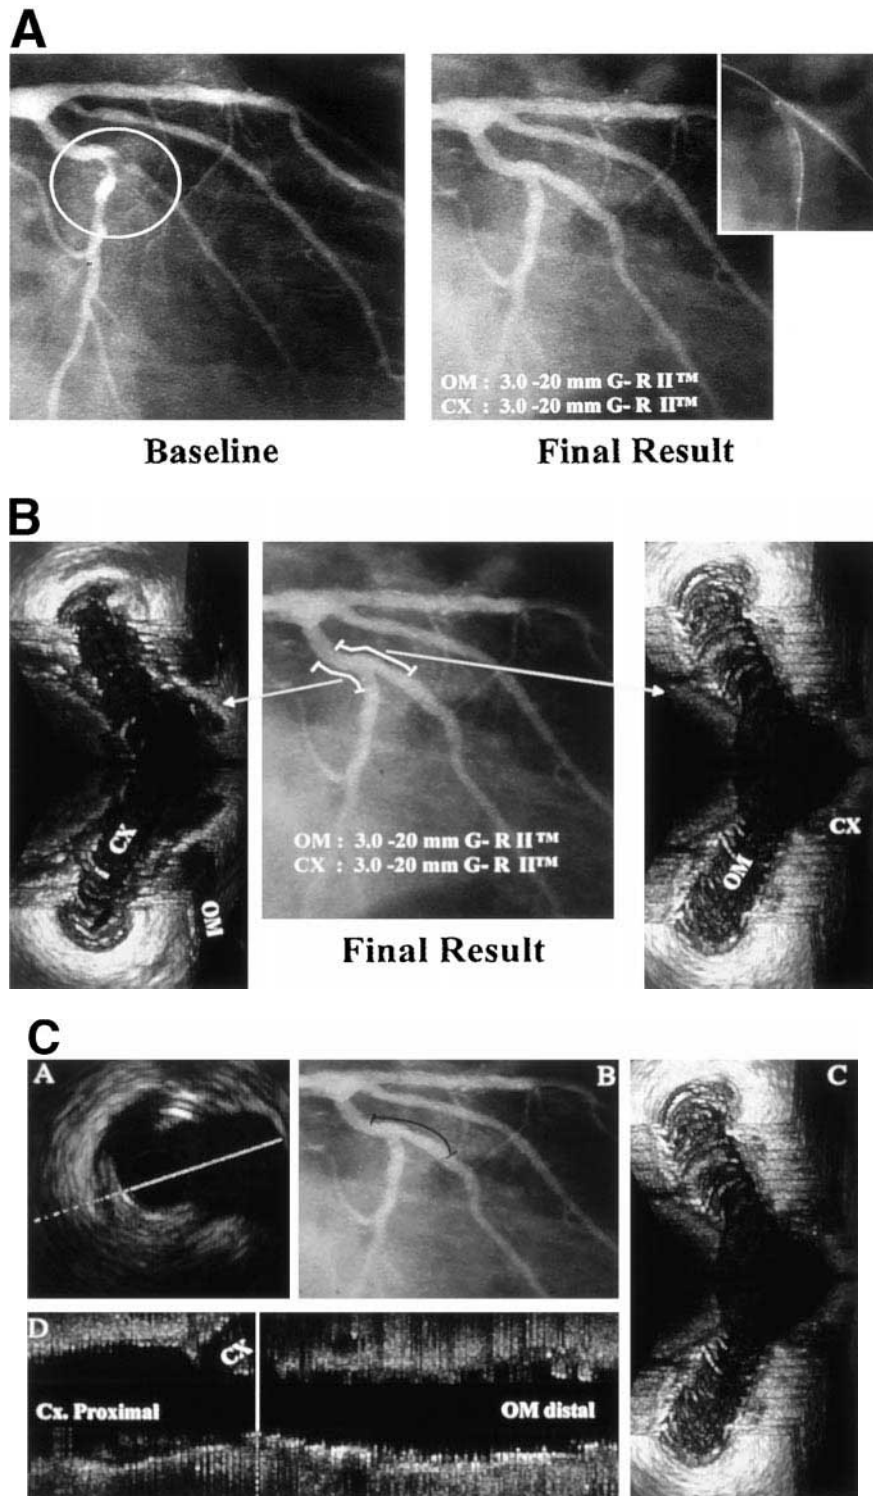 A
OM : 3.0 -20 mm G- R II™
CX : 3.0 -20 mm G- R II™
Baseline
Final Result
B
CX
OM
OM : 3.0 -20 mm G- R II™
CX : 3.0 -20 mm G- R II™
Final Result
OM
CX
C
A
B
C
D
CX
Cx. Proximal
OM distal